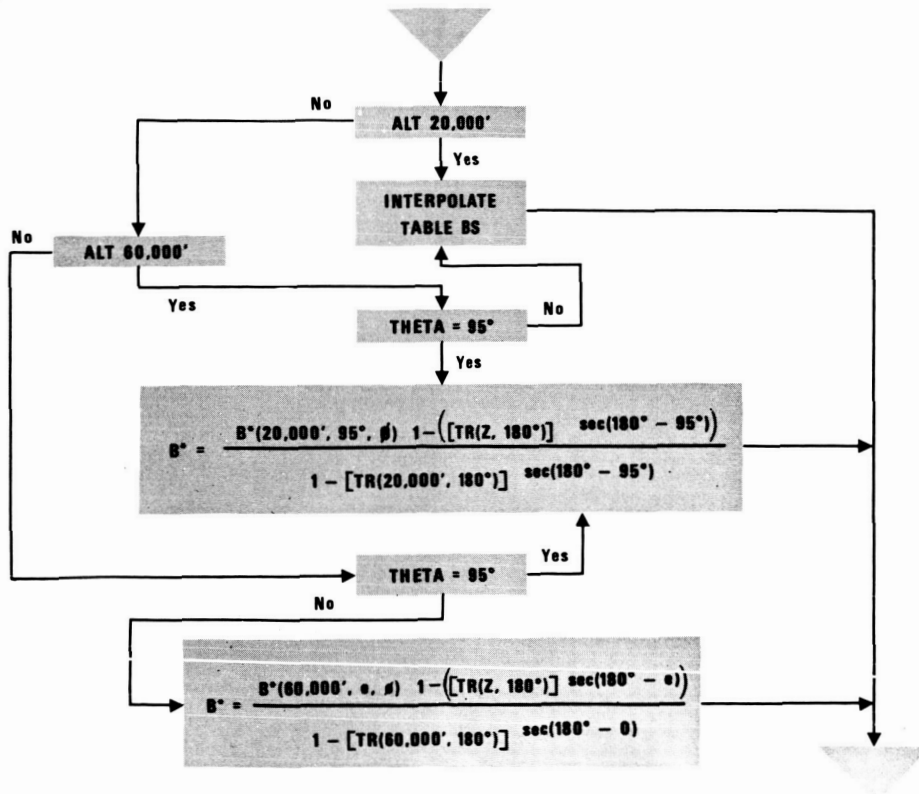 No
ALT 20,000'
Yes
INTERPOLATE
TABLE BS
No
ALT 60,000'
Yes
No
THETA = 95°
Yes
B* = B*(20,000', 95°, ø) 1-([TR(Z, 180°)] sec(180° - 95°))
1 - [TR(20,000', 180°)] sec(180° - 95°)
Yes
THETA = 95°
No
B* = B*(60,000', e, ø) 1-([TR(Z, 180°)] sec(180° - e))
1 - [TR(60,000', 180°)] sec(180° - 0)